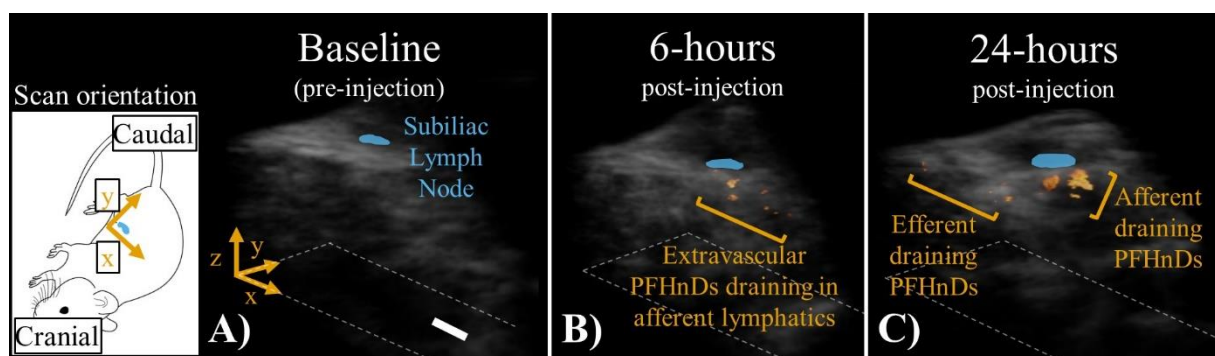 Scan orientation
Caudal
y
x
Cranial
Baseline
(pre-injection)
Subiliac
Lymph
Node
z
y
x
A)
6-hours
post-injection
Extravascular
PFHnDs draining in
afferent lymphatics
B)
24-hours
post-injection
Efferent
draining
PFHnDs
Afferent
draining
PFHnDs
C)